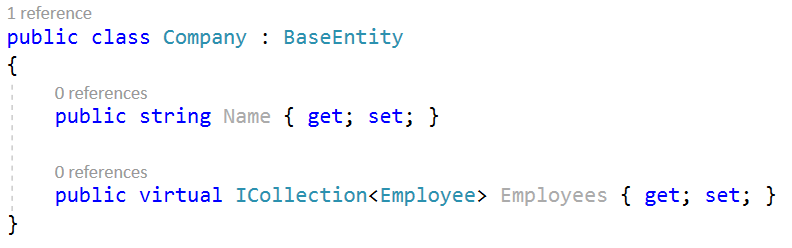 1 reference
public class Company : BaseEntity
{
0 references
public string Name { get; set; }
0 references
public virtual ICollection<Employee> Employees { get; set; }
}